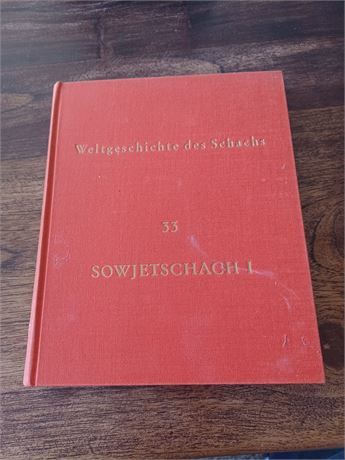 Weltgeschichte des Schachs
33
SOWJETSCHACH I